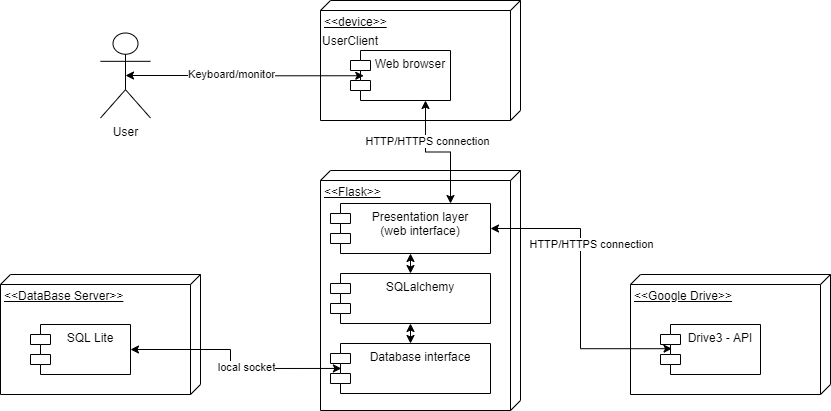 <<device>>
UserClient
Web browser
Keyboard/monitor
User
HTTP/HTTPS connection
<<Flask>>
Presentation layer
(web interface)
HTTP/HTTPS connection
<<DataBase Server>>
SQLalchemy
<<Google Drive>>
SQL Lite
Drive3 - API
Database interface
local socket